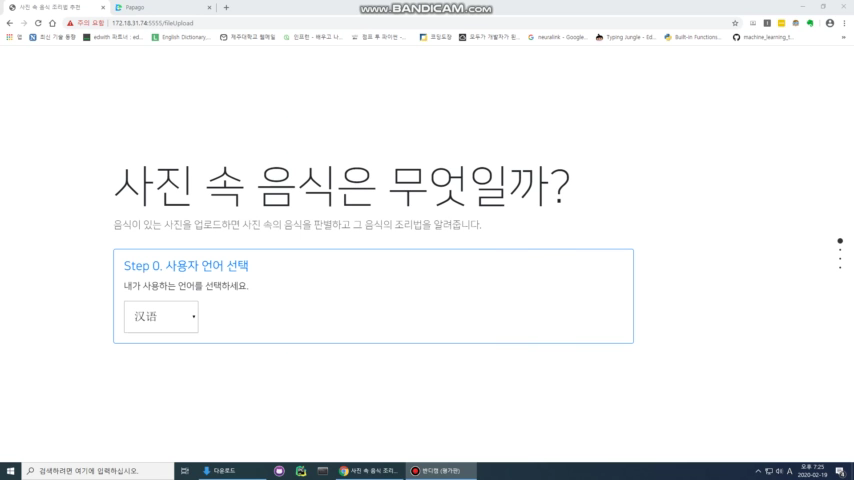 사진 속 음식 조리법 추천
Papago
www.BANDICAM.com
주의 요함 172.18.31.74:5555/fileUpload
앱 최신 기술 동향 edwith 파트너 : ed... English Dictionary... 제주대학교 웹메일 인프런 - 배우고 나... 점프 투 파이썬 -... 코딩도장 모두가 개발자가 된... neuralink - Google... Typing Jungle - Ed... Built-in Functions... machine_learning_t...
사진 속 음식은 무엇일까?
음식이 있는 사진을 업로드하면 사진 속의 음식을 판별하고 그 음식의 조리법을 알려줍니다.
Step 0. 사용자 언어 선택
내가 사용하는 언어를 선택하세요.
汉语
검색하려면 여기에 입력하십시오.
다운로드
사진 속 음식 조리...
반디캠 (평가판)
A
오후 7:25
2020-02-19